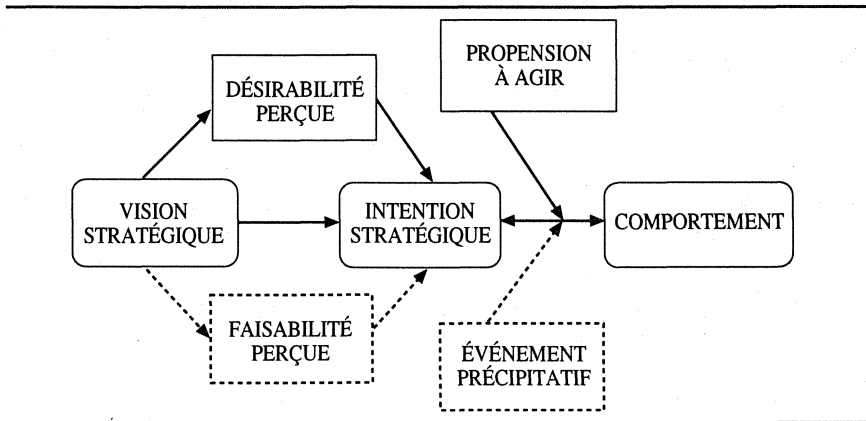 PROPENSION
À AGIR
DÉSIRABILITÉ
PERÇUE
VISION
STRATÉGIQUE
INTENTION
STRATÉGIQUE
COMPORTEMENT
FAISABILITÉ
PERÇUE
ÉVÉNEMENT
PRÉCIPITATIF